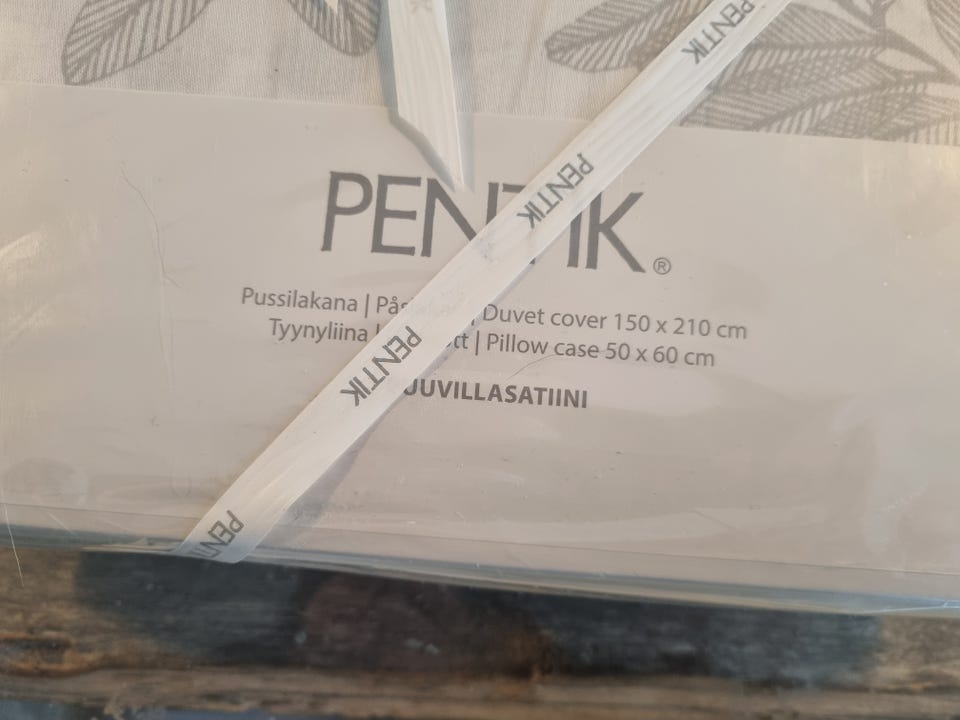 PENTIK
PENTIK
PENTIK®
Pussilakana | Duvet cover 150 x 210 cm
Tyynyliina | Pillow case 50 x 60 cm
PENTIK